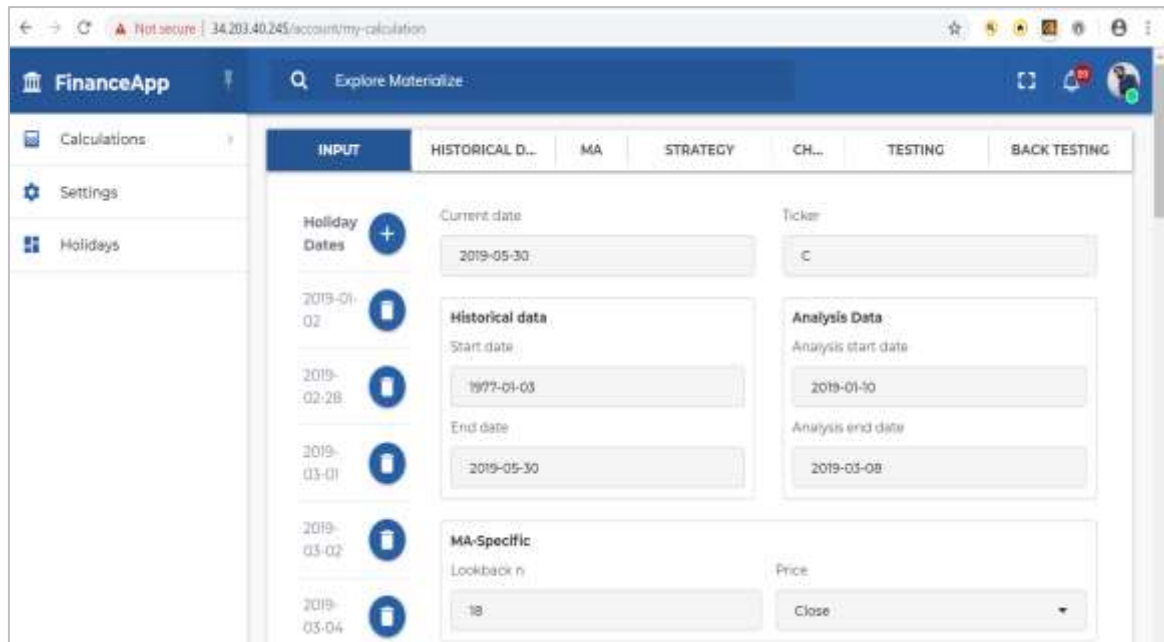 Not secure | 34.203.40.245/account/my-calculation
FinanceApp
Explore Materialize
Calculations
Settings
Holidays
INPUT
HISTORICAL D...
MA
STRATEGY
CH...
TESTING
BACK TESTING
Holiday
Dates
2019-01-
02
2019-
02-28
2019-
03-01
2019-
03-02
2019-
03-04
Current date
2019-05-30
Ticker
C
Historical data
Start date
1977-01-03
End date
2019-05-30
Analysis Data
Analysis start date
2019-01-10
Analysis end date
2019-03-08
MA-Specific
Lookback n
18
Price
Close